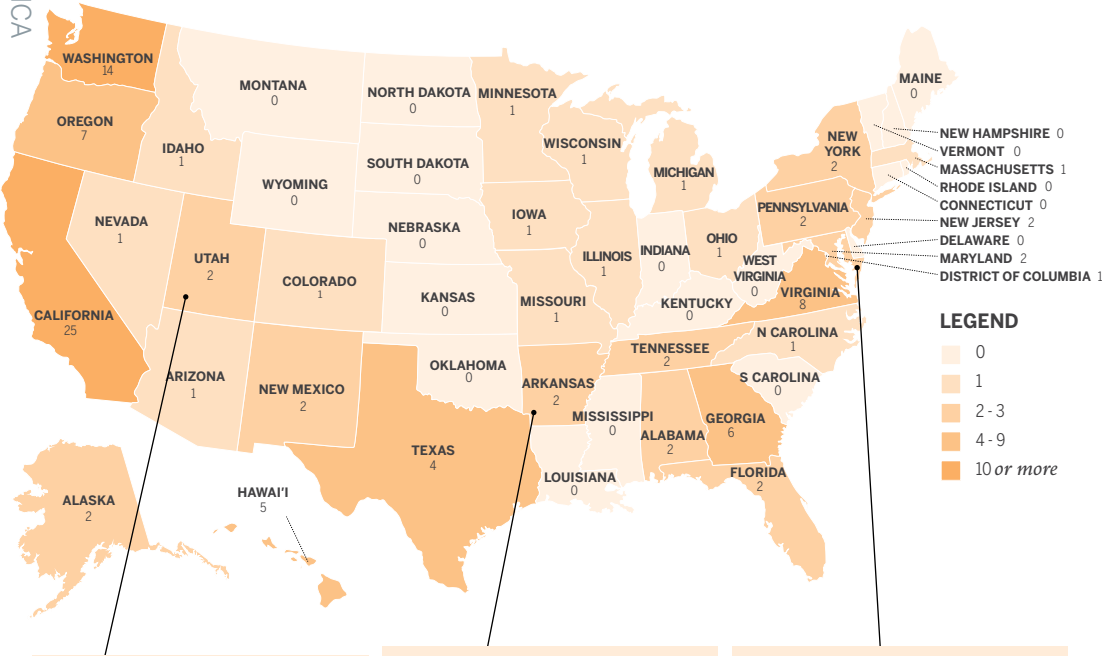 ICA
WASHINGTON
14
OREGON
7
IDAHO
1
MONTANA
0
NORTH DAKOTA
0
MINNESOTA
1
WISCONSIN
1
MICHIGAN
1
SOUTH DAKOTA
0
WYOMING
0
NEBRASKA
0
IOWA
1
NEVADA
1
UTAH
2
COLORADO
1
KANSAS
0
MISSOURI
1
ILLINOIS
1
INDIANA
0
OHIO
1
PENNSYLVANIA
2
NEW
YORK
2
MAINE
0
NEW HAMPSHIRE 0
VERMONT 0
MASSACHUSETTS 1
RHODE ISLAND 0
CONNECTICUT 0
NEW JERSEY 2
DELAWARE 0
MARYLAND 2
DISTRICT OF COLUMBIA 1
WEST
VIRGINIA
0
VIRGINIA
8
KENTUCKY
0
CALIFORNIA
25
ARIZONA
1
NEW MEXICO
2
OKLAHOMA
0
ARKANSAS
2
TENNESSEE
2
N CAROLINA
1
S CAROLINA
0
MISSISSIPPI
0
ALABAMA
2
GEORGIA
6
TEXAS
4
LOUISIANA
0
FLORIDA
2
ALASKA
2
HAWAI'I
5
LEGEND
0
1
2 - 3
4 - 9
10 or more